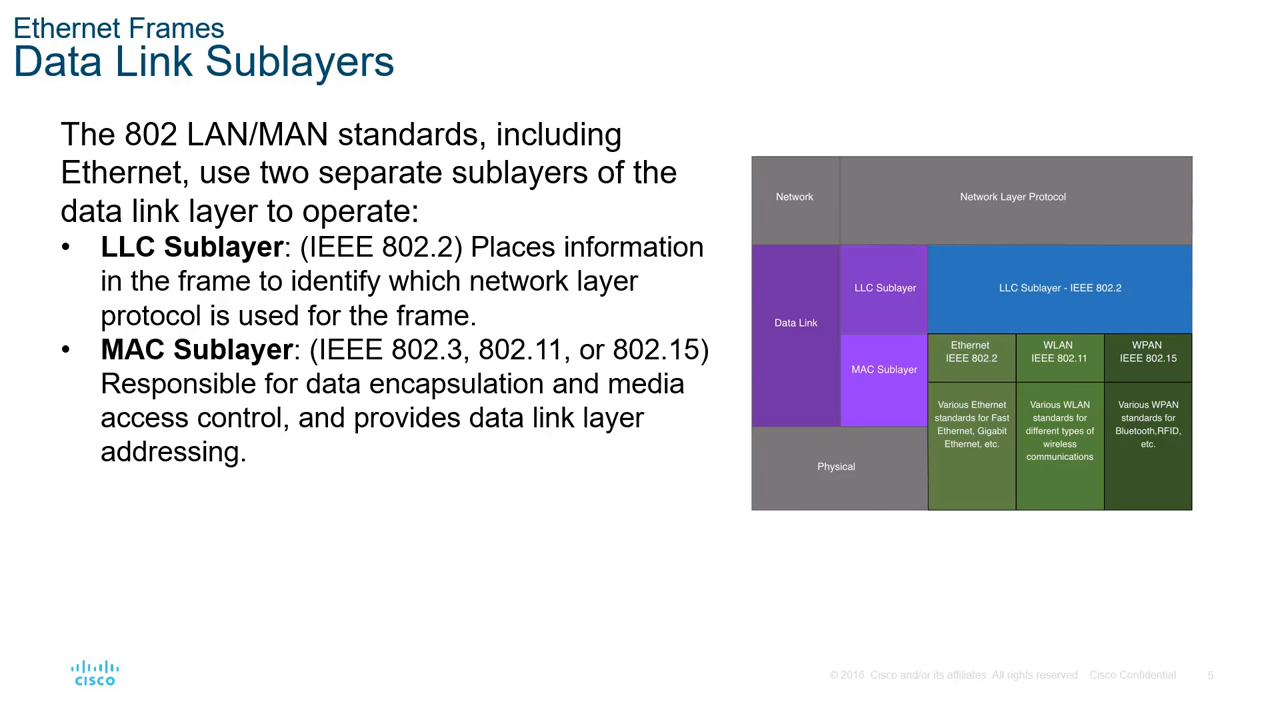 Ethernet Frames
Data Link Sublayers
The 802 LAN/MAN standards, including
Ethernet, use two separate sublayers of the
data link layer to operate:
• LLC Sublayer: (IEEE 802.2) Places information
in the frame to identify which network layer
protocol is used for the frame.
• MAC Sublayer: (IEEE 802.3, 802.11, or 802.15)
Responsible for data encapsulation and media
access control, and provides data link layer
addressing.
Network
Network Layer Protocol
Data Link
LLC Sublayer
LLC Sublayer - IEEE 802.2
MAC Sublayer
Ethernet
IEEE 802.2
WLAN
IEEE 802.11
WPAN
IEEE 802.15
Various Ethernet
standards for Fast
Ethernet, Gigabit
Ethernet, etc.
Various WLAN
standards for
different types of
wireless
communications
Various WPAN
standards for
Bluetooth,RFID,
etc.
Physical
CISCO
© 2016 Cisco and/or its affiliates. All rights reserved. Cisco Confidential
5